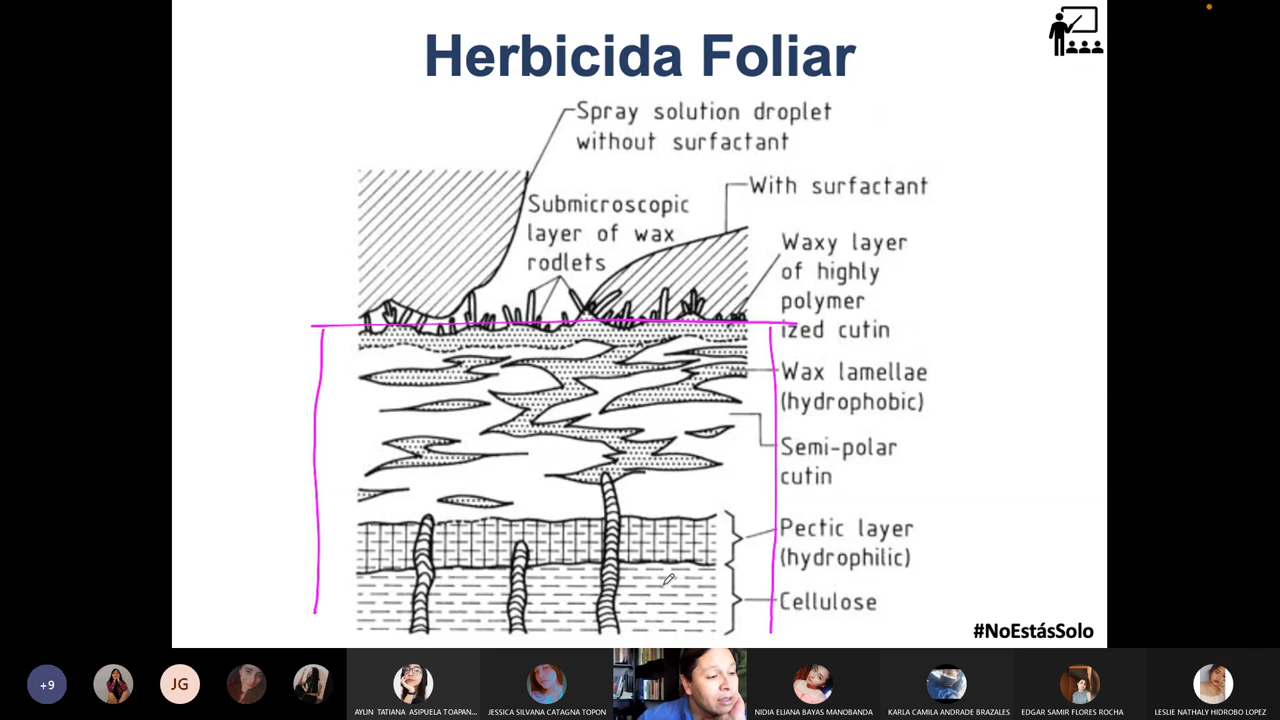 Herbicida Foliar
Spray solution droplet
without surfactant
With surfactant
Submicroscopic
layer of wax
rodlets
Waxy layer
of highly
polymer
ized cutin
Wax lamellae
(hydrophobic)
Semi-polar
cutin
Pectic layer
(hydrophilic)
Cellulose
#NoEstásSolo
+9
JG
AYLIN TATIANA ASIPUELA TOAPAN...
JESSICA SILVANA CATAGNA TOPON
NIDIA ELIANA BAYAS MANOBANDA
KARLA CAMILA ANDRADE BRAZALES
EDGAR SAMIR FLORES ROCHA
LESLIE NATHALY HIDROBO LOPEZ